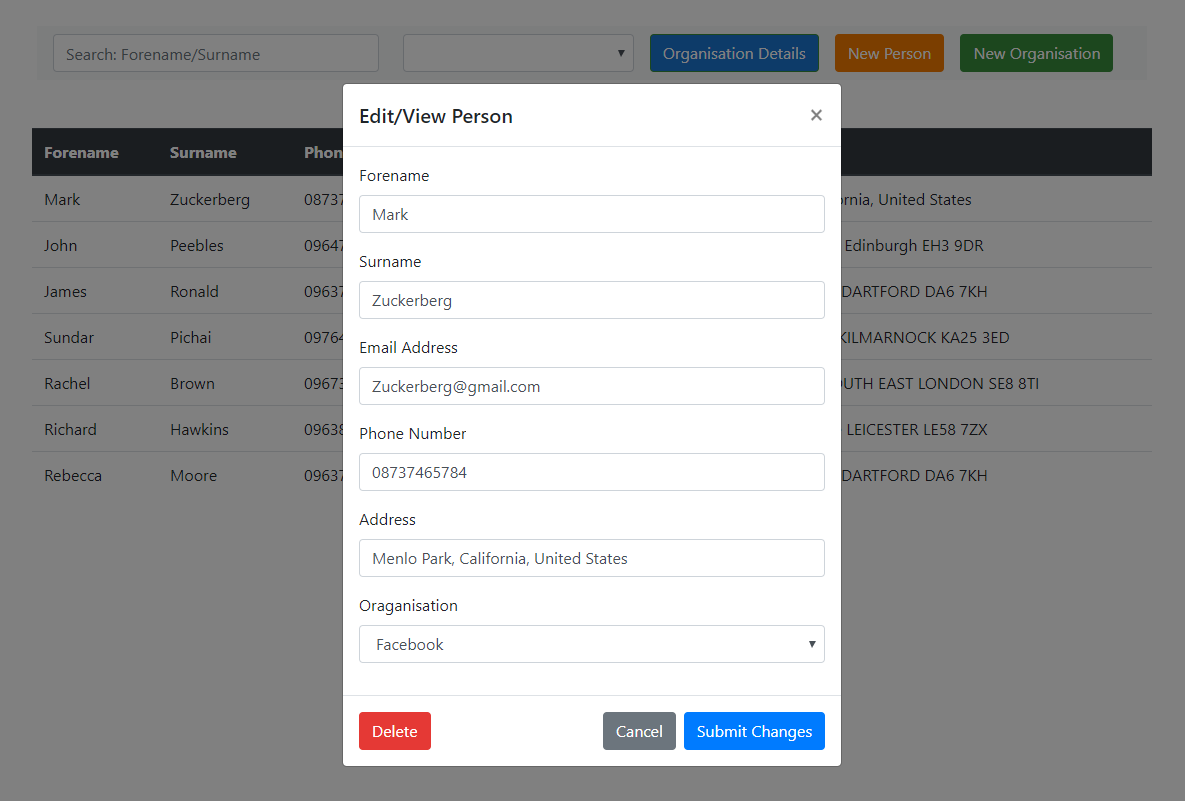 Search: Forename/Surname Organisation Details New Person New Organisation
Edit/View Person ×
Forename Surname
Mark Zuckerberg ornia, United States
John Peebles Edinburgh EH3 9DR
James Ronald DARTFORD DA6 7KH
Sundar Pichai KILMARNOCK KA25 3ED
Rachel Brown EAST LONDON SE8 8TI
Richard Hawkins LEICESTER LE58 7ZX
Rebecca Moore DARTFORD DA6 7KH
Phon
0873
0964
0963
0976
0967
0963
0963
Forename
Mark
Surname
Zuckerberg
Email Address
Zuckerberg@gmail.com
Phone Number
08737465784
Address
Menlo Park, California, United States
Oraganisation
Facebook
Delete Cancel Submit Changes